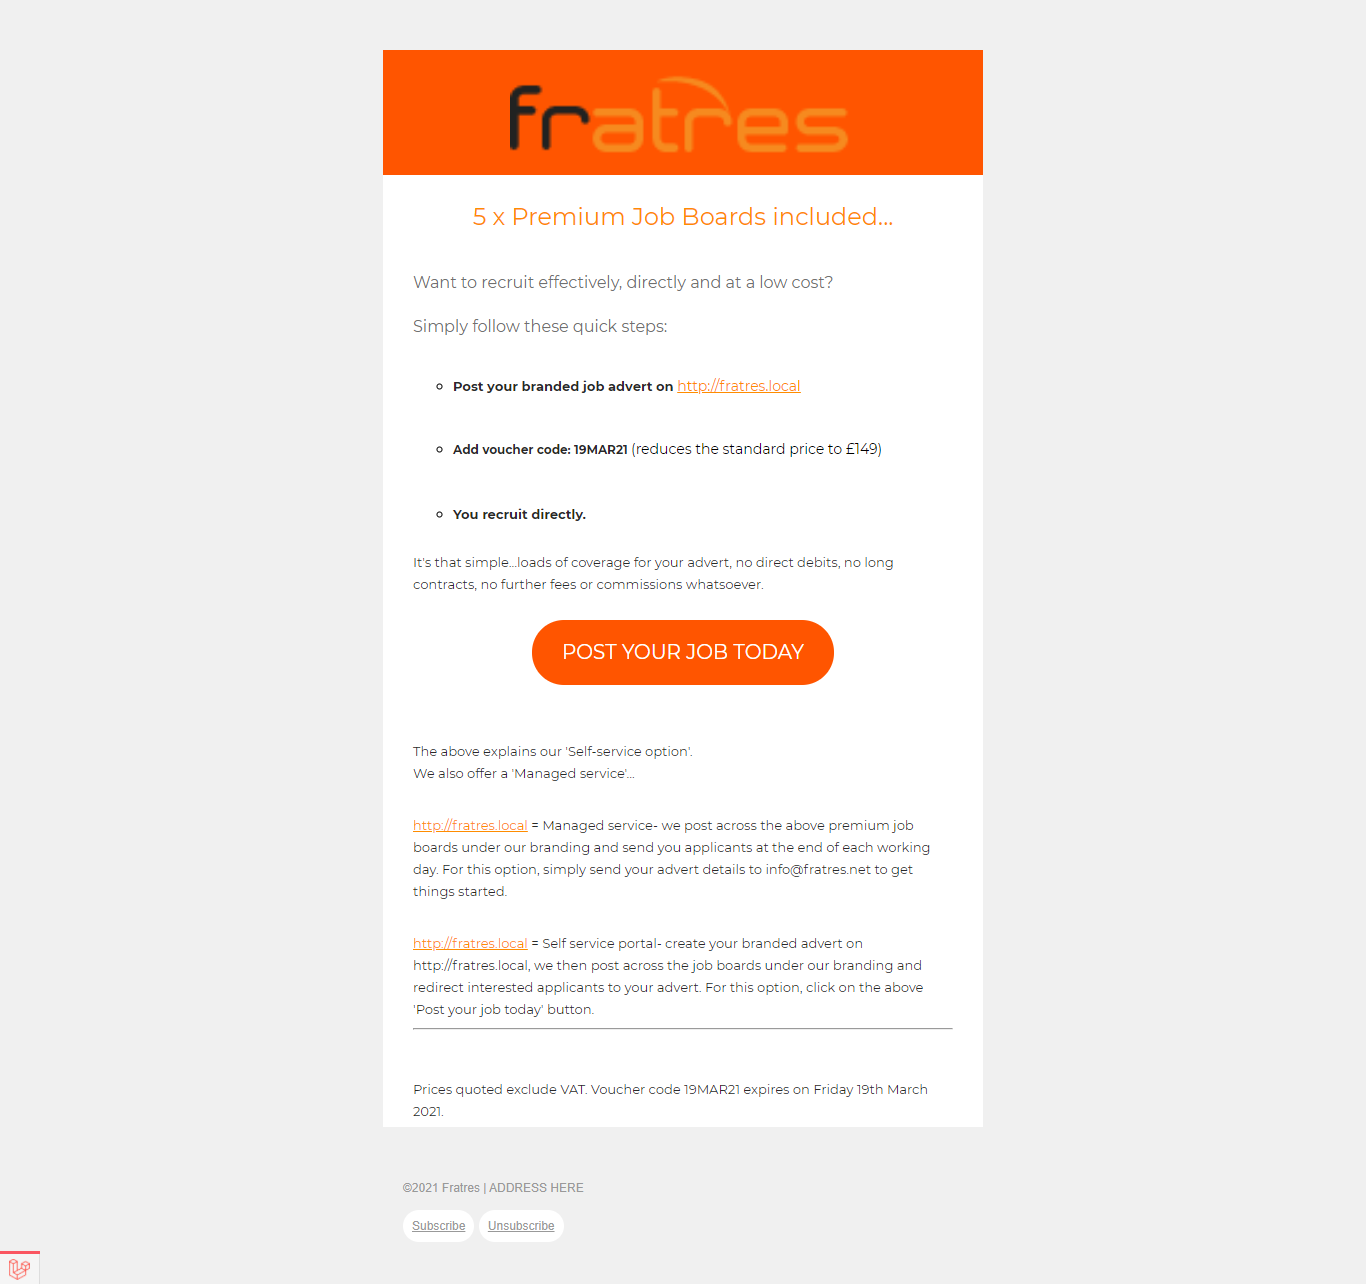 fratres
5 x Premium Job Boards included...
Want to recruit effectively, directly and at a low cost?
Simply follow these quick steps:
Post your branded job advert on http://fratres.local
Add voucher code: 19MAR21 (reduces the standard price to £149)
You recruit directly.
It's that simple...loads of coverage for your advert, no direct debits, no long
contracts, no further fees or commissions whatsoever.
POST YOUR JOB TODAY
The above explains our 'Self-service option'.
We also offer a 'Managed service'...
http://fratres.local = Managed service- we post across the above premium job
boards under our branding and send you applicants at the end of each working
day. For this option, simply send your advert details to info@fratres.net to get
things started.
http://fratres.local = Self service portal- create your branded advert on
http://fratres.local, we then post across the job boards under our branding and
redirect interested applicants to your advert. For this option, click on the above
'Post your job today' button.
Prices quoted exclude VAT. Voucher code 19MAR21 expires on Friday 19th March
2021.
©2021 Fratres | ADDRESS HERE
Subscribe Unsubscribe